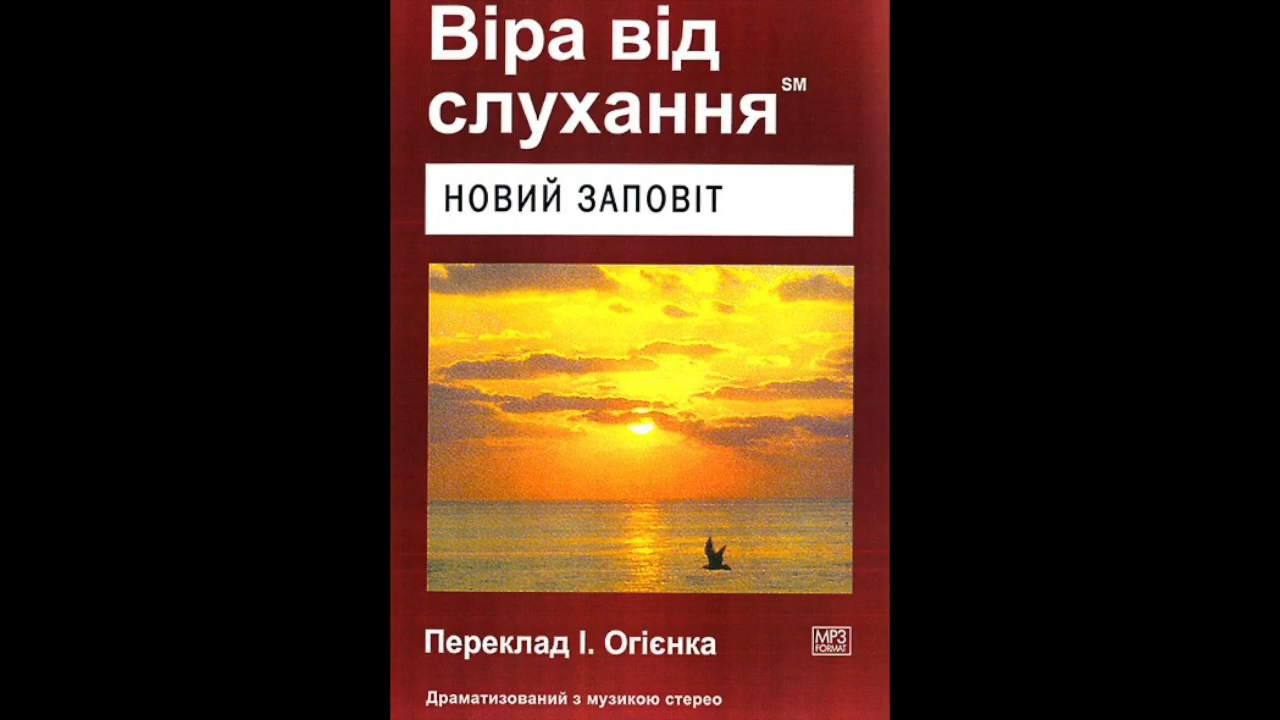 Віра від
слухання SM
НОВИЙ ЗАПОВІТ
Переклад І. Огієнка
MP3
FORMAT
Драматизований з музикою стерео